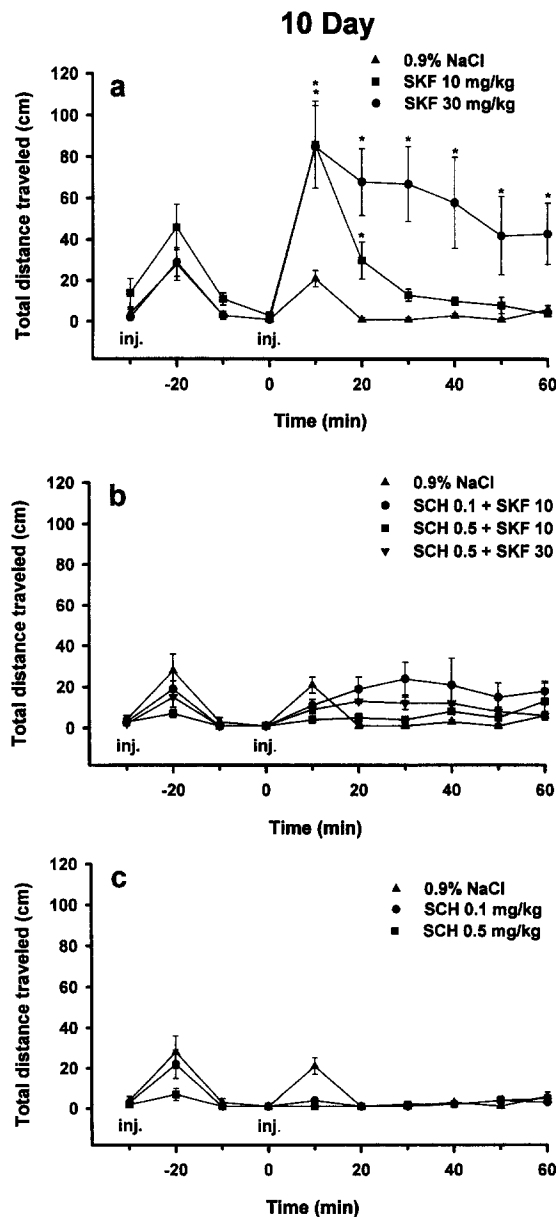 10 Day
a
▲ 0.9% NaCl
■ SKF 10 mg/kg
● SKF 30 mg/kg
Total distance traveled (cm)
120
100
80
60
40
20
0
* * * * * * * *
inj. inj.
-20 0 10 20 30 40 50 60
Time (min)
b
▲ 0.9% NaCl
● SCH 0.1 + SKF 10
■ SCH 0.5 + SKF 10
▼ SCH 0.5 + SKF 30
Total distance traveled (cm)
120
100
80
60
40
20
0
inj. inj.
-20 0 20 40 60
Time (min)
c
▲ 0.9% NaCl
● SCH 0.1 mg/kg
■ SCH 0.5 mg/kg
Total distance traveled (cm)
120
100
80
60
40
20
0
inj. inj.
-20 0 20 40 60
Time (min)